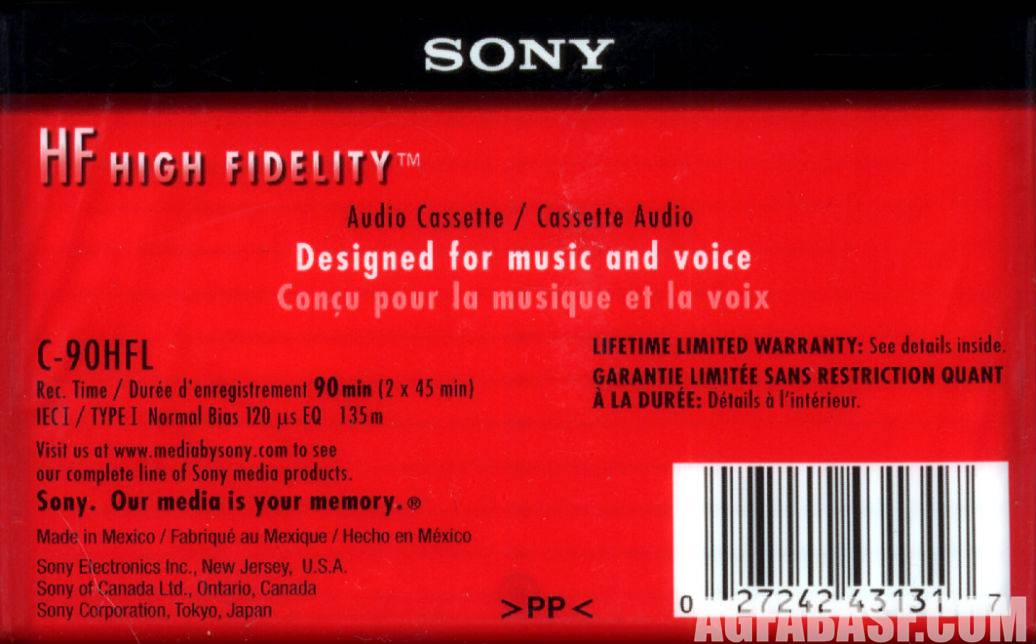 SONY
HF HIGH FIDELITY™
Audio Cassette / Cassette Audio
Designed for music and voice
Conçu pour la musique et la voix
C-90HFL
Rec. Time / Durée d'enregistrement 90 min (2 x 45 min)
IEC I / TYPE I Normal Bias 120 µs EQ 135 m
Visit us at www.mediabysony.com to see
our complete line of Sony media products.
Sony. Our media is your memory.®
Made in Mexico / Fabriqué au Mexique / Hecho en México
Sony Electronics Inc., New Jersey, U.S.A.
Sony of Canada Ltd., Ontario, Canada
Sony Corporation, Tokyo, Japan
>PP<
LIFETIME LIMITED WARRANTY: See details inside.
GARANTIE LIMITÉE SANS RESTRICTION QUANT
À LA DURÉE: Détails à l'intérieur.
0 27242 43131 7
AGFABASF.COM